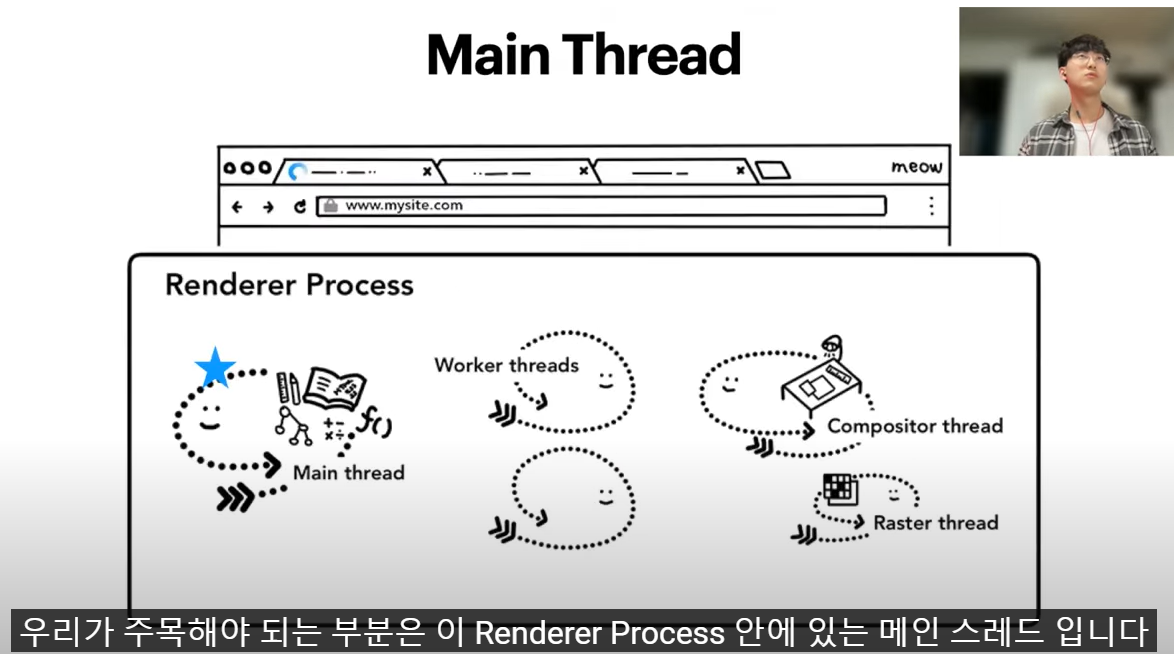 Main Thread
meow
www.mysite.com
Renderer Process
Worker threads
f()
Compositor thread
Main thread
Raster thread
우리가 주목해야 되는 부분은 이 Renderer Process 안에 있는 메인 스레드 입니다